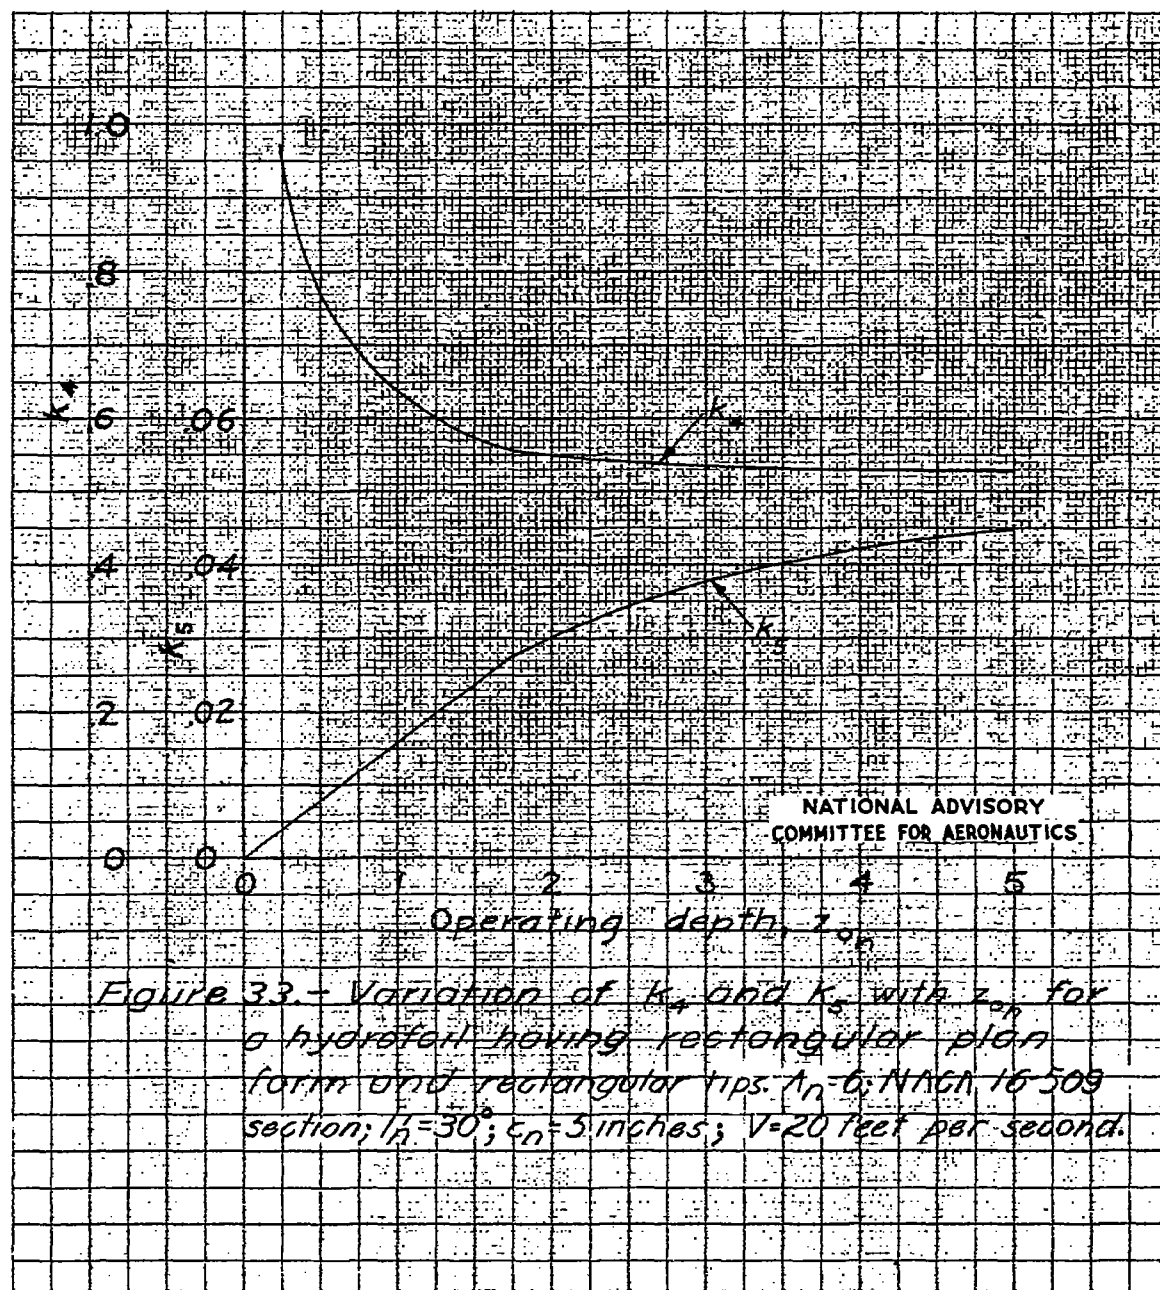 1.0
.8
k₄
.6 .06
k₄
.4 .04
k₅
k₅
.2 .02
NATIONAL ADVISORY
COMMITTEE FOR AERONAUTICS
0 0
0 1 2 3 4 5
Operating depth, z₀ₙ
Figure 33.- Variation of k₄ and k₅ with z₀ₙ for
a hydrofoil having rectangular plan
form and rectangular tips. Aₙ=6; NACA 16-509
section; Γₕ=30°; cₙ=5 inches; V=20 feet per second.